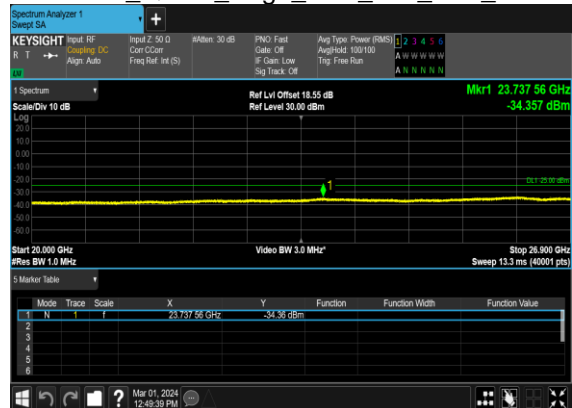 Spectrum Analyzer 1
Swept SA
KEYSIGHT Input: RF Input Z: 50 Ω #Atten: 30 dB PNO: Fast Avg Type: Power (RMS) 1 2 3 4 5 6
R T Coupling: DC Corr CCorr Gate: Off Avg|Hold: 100/100 A W W W W W
Align: Auto Freq Ref: Int (S) IF Gain: Low Trig: Free Run
Sig Track: Off A N N N N N
1 Spectrum
Ref Lvl Offset 18.55 dB Mkr1 23.737 56 GHz
Scale/Div 10 dB Ref Level 30.00 dBm -34.357 dBm
Log
20.0
10.0
0.00
-10.0
-20.0 DL1 -25.00 dBm
-30.0 1
-40.0
-50.0
-60.0
Start 20.000 GHz Video BW 3.0 MHz* Stop 26.900 GHz
#Res BW 1.0 MHz Sweep 13.3 ms (40001 pts)
5 Marker Table
Mode Trace Scale X Y Function Function Width Function Value
1 N 1 f 23.737 56 GHz -34.36 dBm
2
3
4
5
6
? Mar 01, 2024
12:49:39 PM